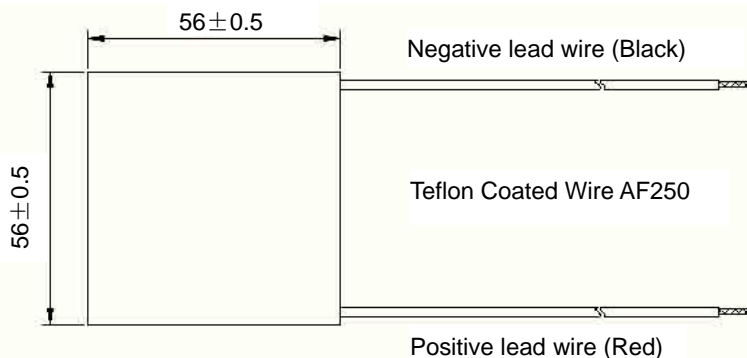 56±0.5
Negative lead wire (Black)
56±0.5
Teflon Coated Wire AF250
Positive lead wire (Red)